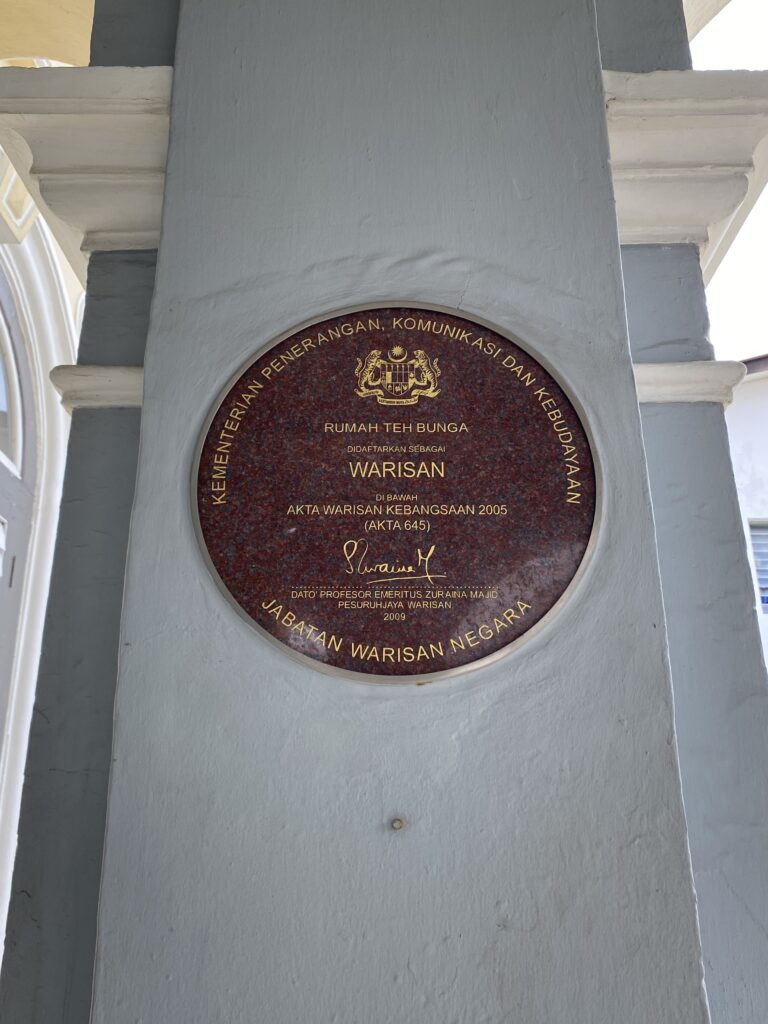 KEMENTERIAN PENERANGAN, KOMUNIKASI DAN KEBUDAYAAN
RUMAH TEH BUNGA
DIDAFTARKAN SEBAGAI
WARISAN
DI BAWAH
AKTA WARISAN KEBANGSAAN 2005
(AKTA 645)
ZurainaM
DATO' PROFESOR EMERITUS ZURAINA MAJID
PESURUHJAYA WARISAN
2009
JABATAN WARISAN NEGARA